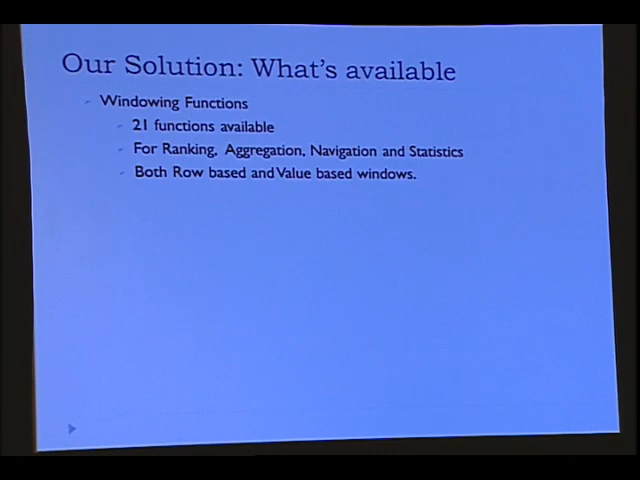 Our Solution: What's available
Windowing Functions
21 functions available
For Ranking, Aggregation, Navigation and Statistics
Both Row based and Value based windows.